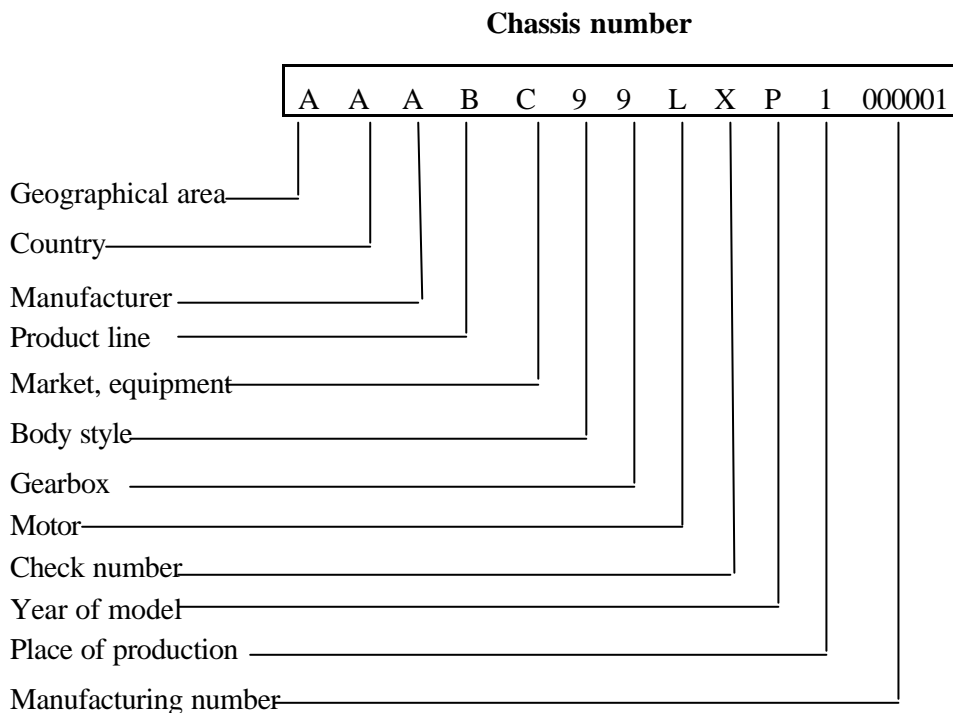 Chassis number
A A A B C 9 9 L X P 1 000001
Geographical area
Country
Manufacturer
Product line
Market, equipment
Body style
Gearbox
Motor
Check number
Year of model
Place of production
Manufacturing number